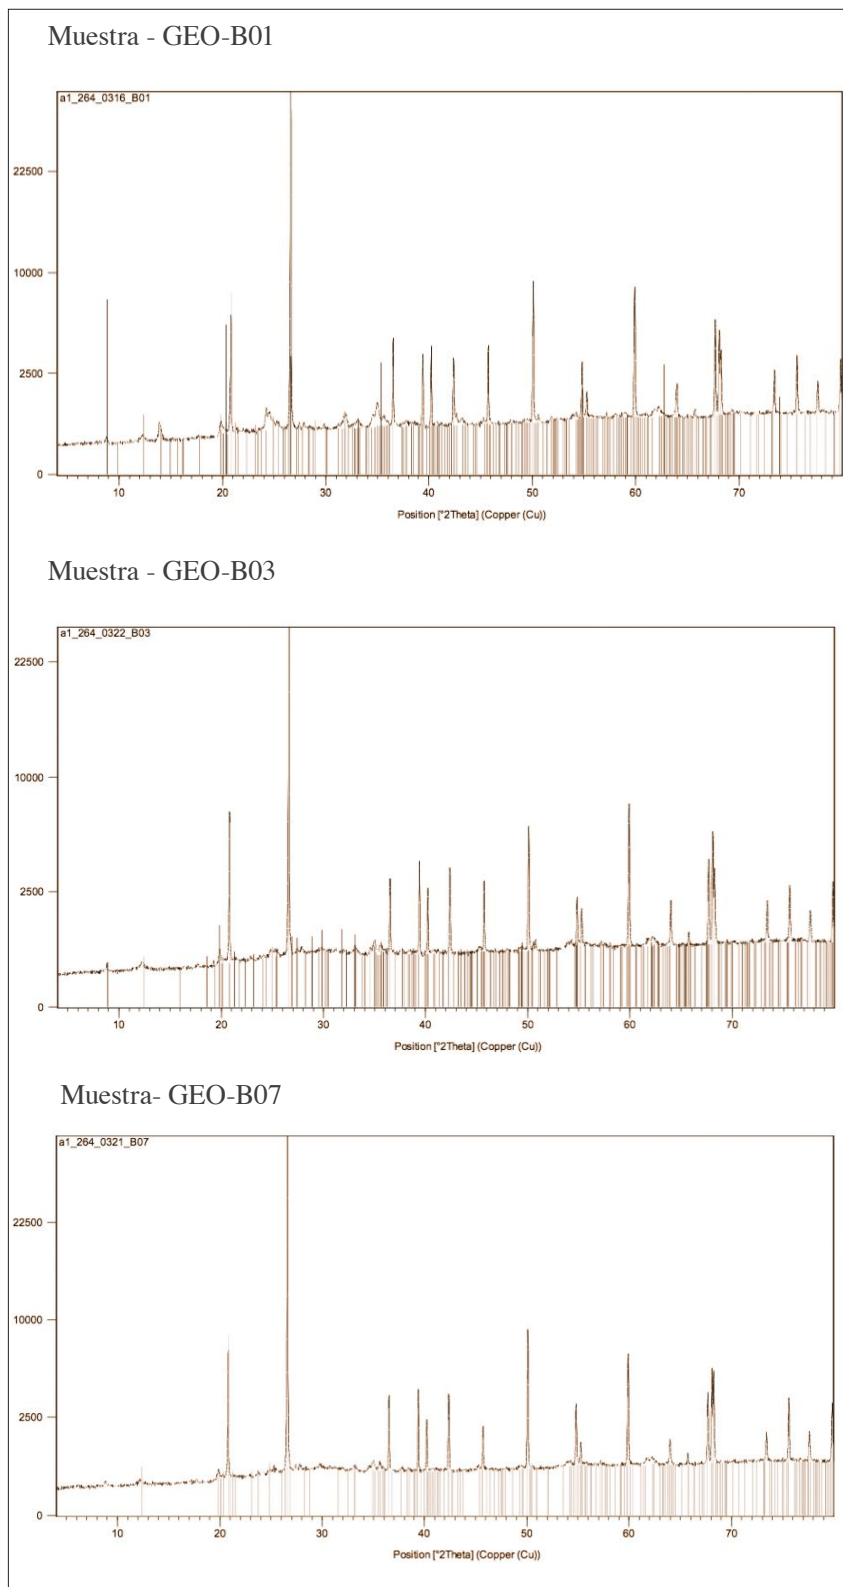 Muestra - GEO-B01
a1_264_0316_B01
22500
10000
2500
0
10 20 30 40 50 60 70
Position [°2Theta] (Copper (Cu))
Muestra - GEO-B03
a1_264_0322_B03
22500
10000
2500
0
10 20 30 40 50 60 70
Position [°2Theta] (Copper (Cu))
Muestra- GEO-B07
a1_264_0321_B07
22500
10000
2500
0
10 20 30 40 50 60 70
Position [°2Theta] (Copper (Cu))